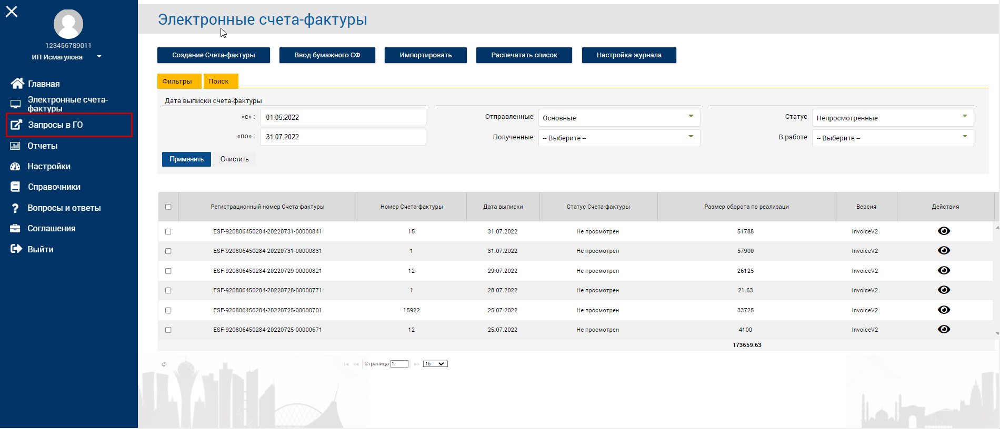 123456789011
ИП Исмагулова
Главная
Электронные счета-
фактуры
Запросы в ГО
Отчеты
Настройки
Справочники
Вопросы и ответы
Соглашения
Выйти
Электронные счета-фактуры
Создание Счета-фактуры Ввод бумажного СФ Импортировать Распечатать список Настройка журнала
Фильтры Поиск
Дата выписки счета-фактуры
«с» : 01.05.2022 Отправленные Основные Статус Непросмотренные
«по» : 31.07.2022 Полученные -- Выберите -- В работе -- Выберите --
Применить Очистить
Регистрационный номер Счета-фактуры Номер Счета-фактуры Дата выписки Статус Счета-фактуры Размер оборота по реализаци Версия Действия
ESF-920806450284-20220731-00000841 15 31.07.2022 Не просмотрен 51788 InvoiceV2
ESF-920806450284-20220731-00000831 1 31.07.2022 Не просмотрен 57900 InvoiceV2
ESF-920806450284-20220729-00000821 12 29.07.2022 Не просмотрен 26125 InvoiceV2
ESF-920806450284-20220728-00000771 1 28.07.2022 Не просмотрен 21.63 InvoiceV2
ESF-920806450284-20220725-00000701 15922 25.07.2022 Не просмотрен 33725 InvoiceV2
ESF-920806450284-20220725-00000671 12 25.07.2022 Не просмотрен 4100 InvoiceV2
173659.63
Страница 1 15